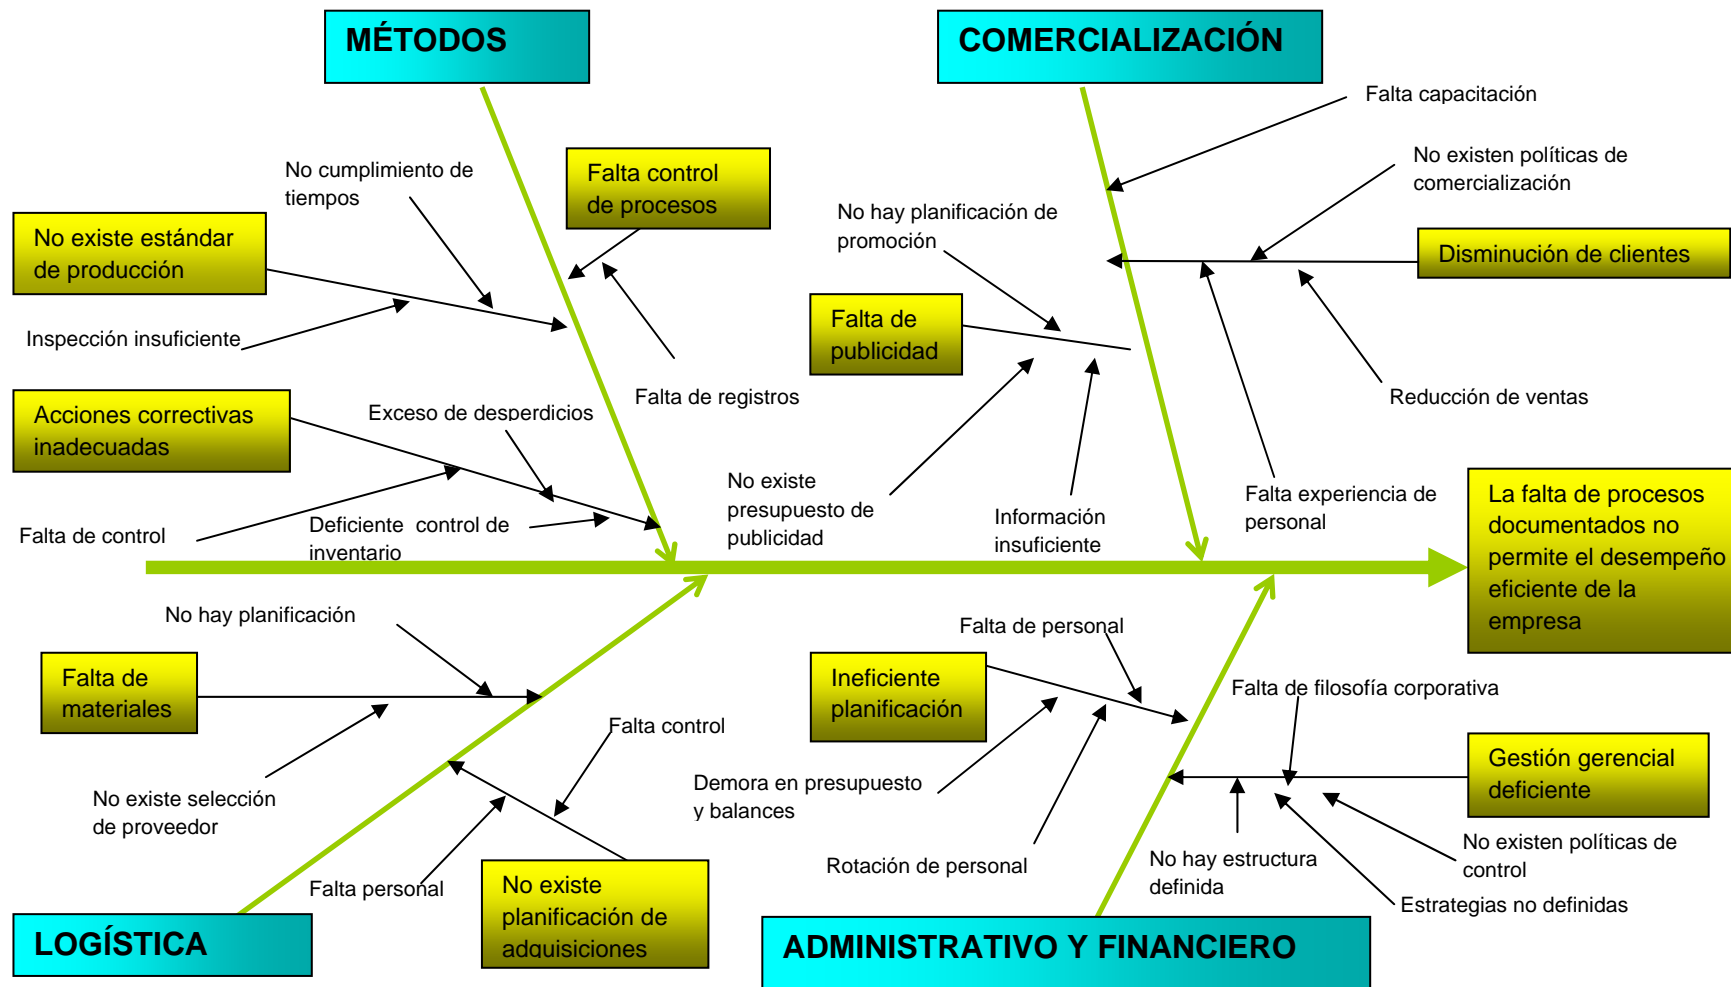 MÉTODOS
COMERCIALIZACIÓN
Falta capacitación
No cumplimiento de
tiempos
Falta control
de procesos
No existen políticas de
comercialización
No existe estándar
de producción
No hay planificación de
promoción
Disminución de clientes
Inspección insuficiente
Falta de
publicidad
Falta de registros
Reducción de ventas
Acciones correctivas
inadecuadas
Exceso de desperdicios
Falta de control
Deficiente control de
inventario
No existe
presupuesto de
publicidad
Información
insuficiente
Falta experiencia de
personal
La falta de procesos
documentados no
permite el desempeño
eficiente de la
empresa
No hay planificación
Falta de
materiales
Falta control
No existe selección
de proveedor
Falta personal
No existe
planificación de
adquisiciones
Falta de personal
Ineficiente
planificación
Falta de filosofía corporativa
Demora en presupuesto
y balances
Gestión gerencial
deficiente
Rotación de personal
No hay estructura
definida
No existen políticas de
control
Estrategias no definidas
LOGÍSTICA
ADMINISTRATIVO Y FINANCIERO